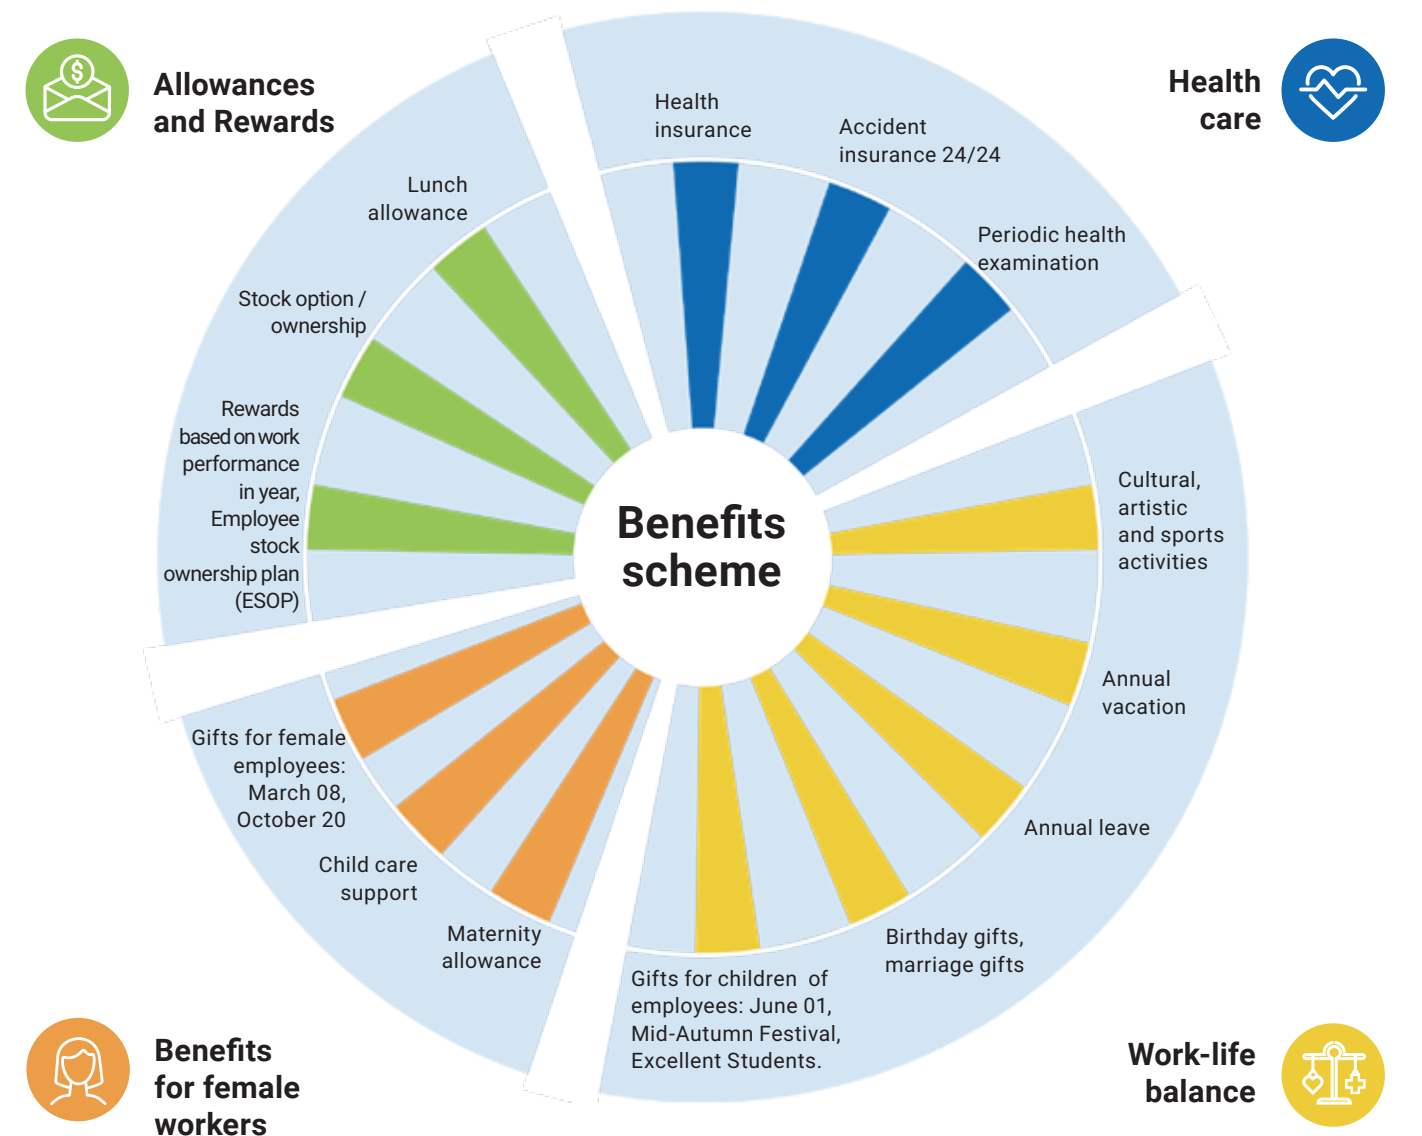 Allowances
and Rewards
Health
care
Health
insurance
Accident
insurance 24/24
Periodic health
examination
Lunch
allowance
Stock option /
ownership
Rewards
based on work
performance
in year,
Employee
stock
ownership plan
(ESOP)
Benefits
scheme
Cultural,
artistic
and sports
activities
Annual
vacation
Annual leave
Birthday gifts,
marriage gifts
Gifts for children of
employees: June 01,
Mid-Autumn Festival,
Excellent Students.
Gifts for female
employees:
March 08,
October 20
Child care
support
Maternity
allowance
Benefits
for female
workers
Work-life
balance